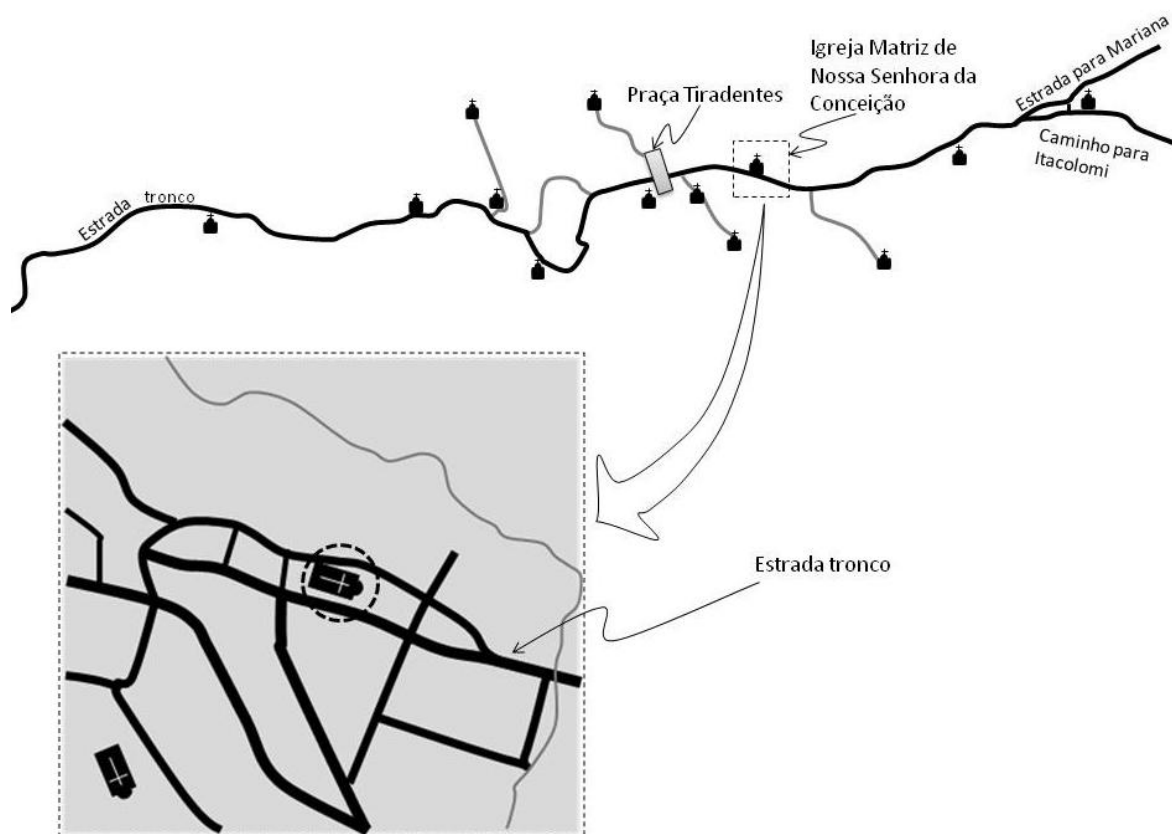 Igreja Matriz de
Nossa Senhora da
Conceição
Praça Tiradentes
Estrada para Mariana
Caminho para
Itacolomi
Estrada tronco
Estrada tronco